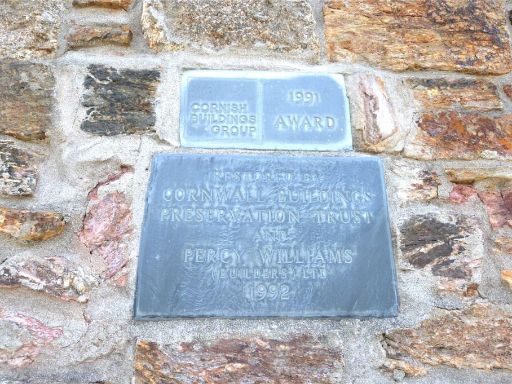 CORNISH
BUILDINGS
GROUP
1991
AWARD
RESTORED BY
CORNWALL BUILDINGS
PRESERVATION TRUST
AND
PERCY WILLIAMS
(BUILDERS) LTD
1992